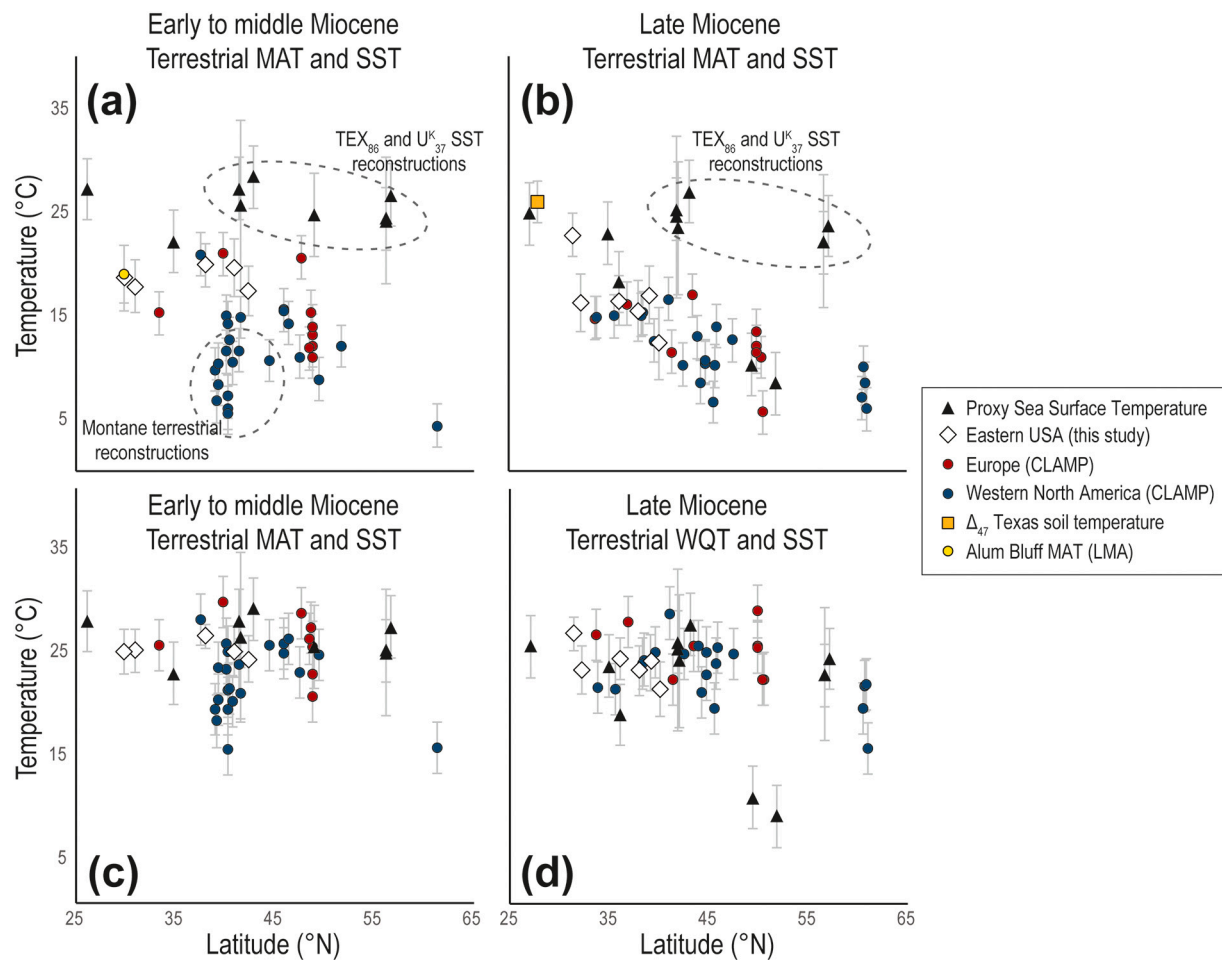 Early to middle Miocene
Terrestrial MAT and SST
Late Miocene
Terrestrial MAT and SST
(a)
(b)
TEX₈₆ and Uᴷ₃₇ SST
reconstructions
TEX₈₆ and Uᴷ₃₇ SST
reconstructions
35
25
15
5
Temperature (°C)
Montane terrestrial
reconstructions
Proxy Sea Surface Temperature
Eastern USA (this study)
Europe (CLAMP)
Western North America (CLAMP)
Δ₄₇ Texas soil temperature
Alum Bluff MAT (LMA)
Early to middle Miocene
Terrestrial MAT and SST
Late Miocene
Terrestrial WQT and SST
35
25
15
5
Temperature (°C)
(c)
(d)
25 35 45 55 65
25 35 45 55 65
Latitude (°N)
Latitude (°N)